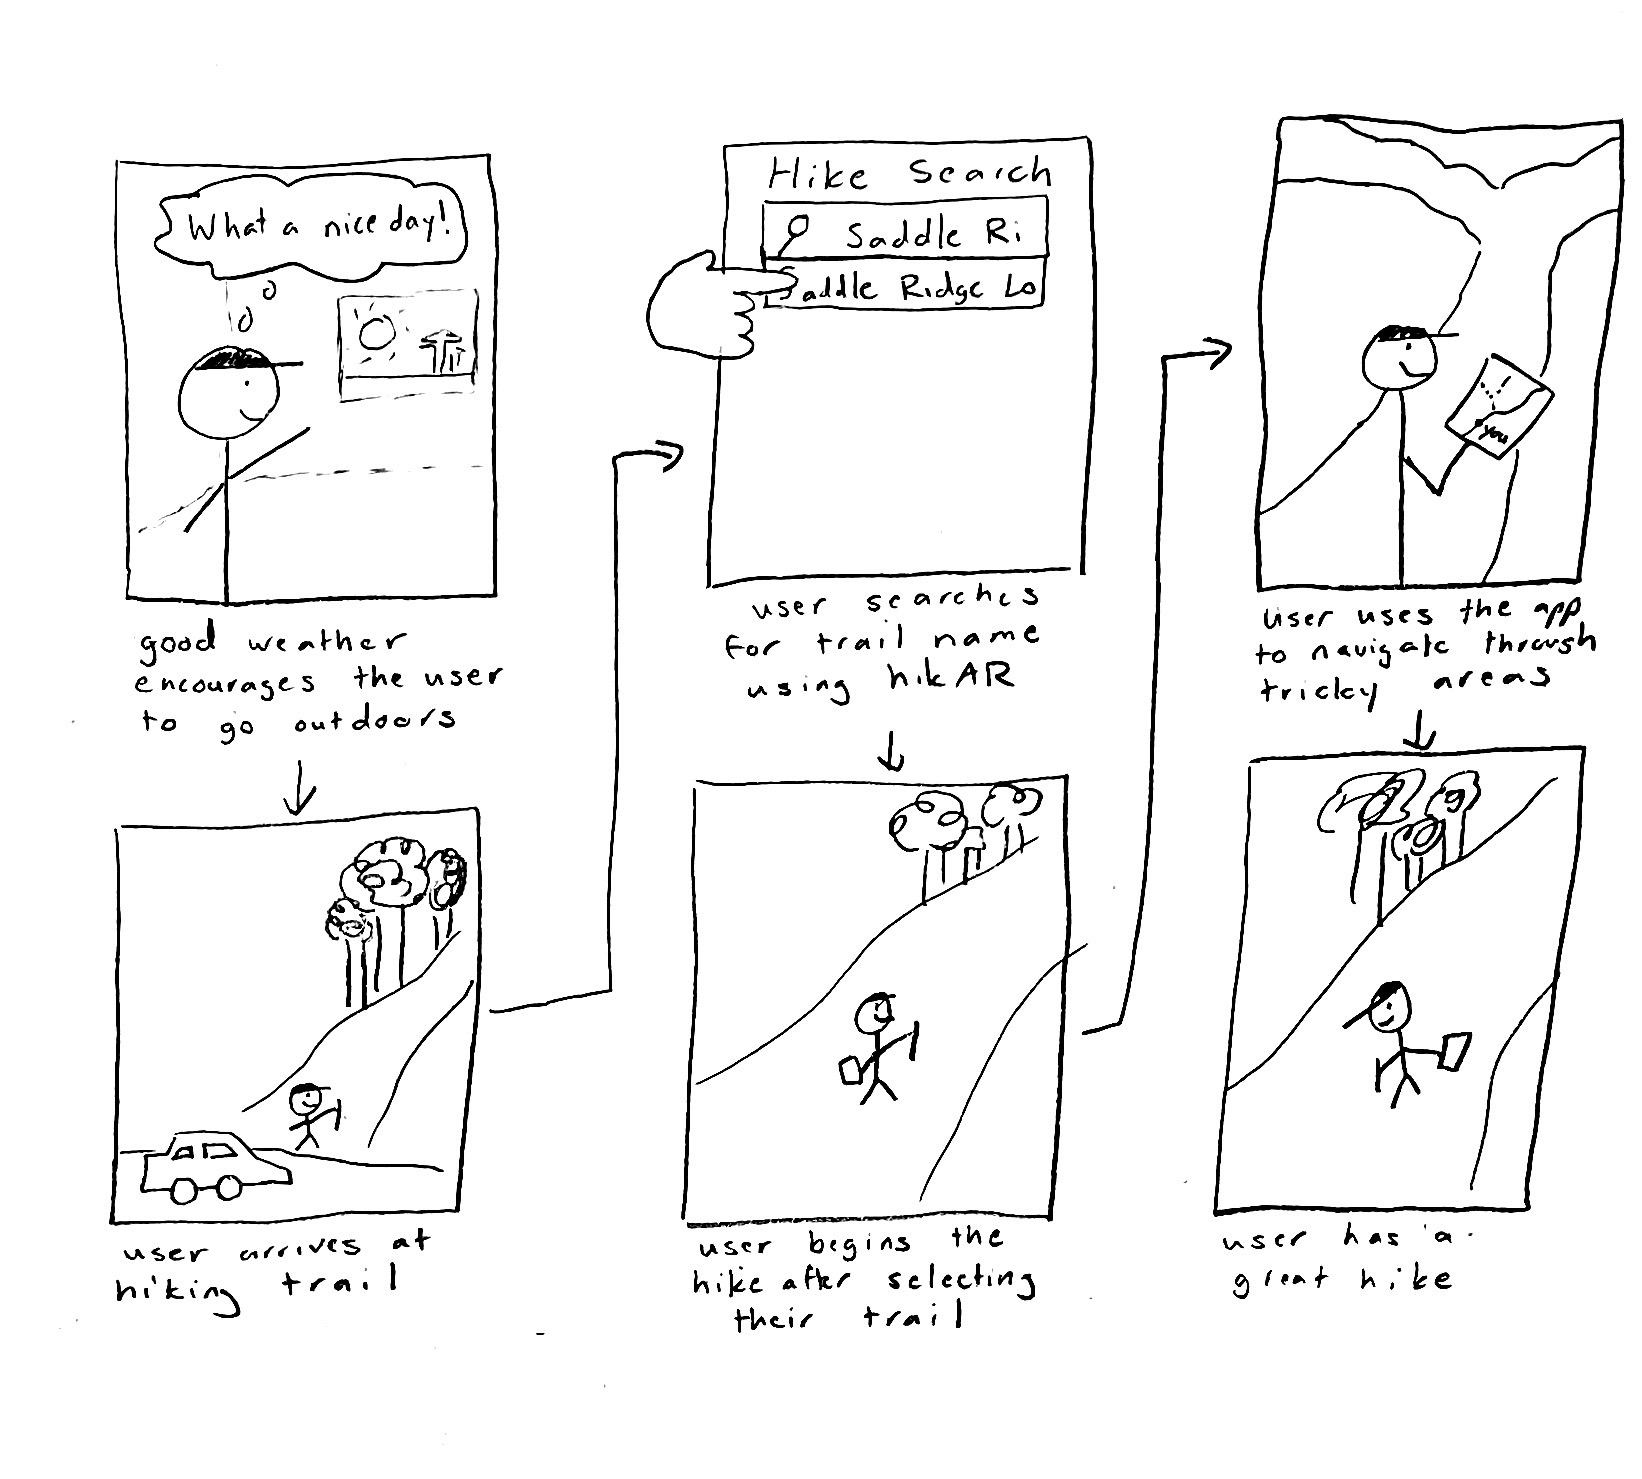 What a nice day!
good weather
encourages the user
to go outdoors
user arrives at
hiking trail
Hike Search
Saddle Ri
Saddle Ridge Lo
user searches
for trail name
using hikAR
user begins the
hike after selecting
their trail
you
user uses the app
to navigate through
tricky areas
user has a
great hike